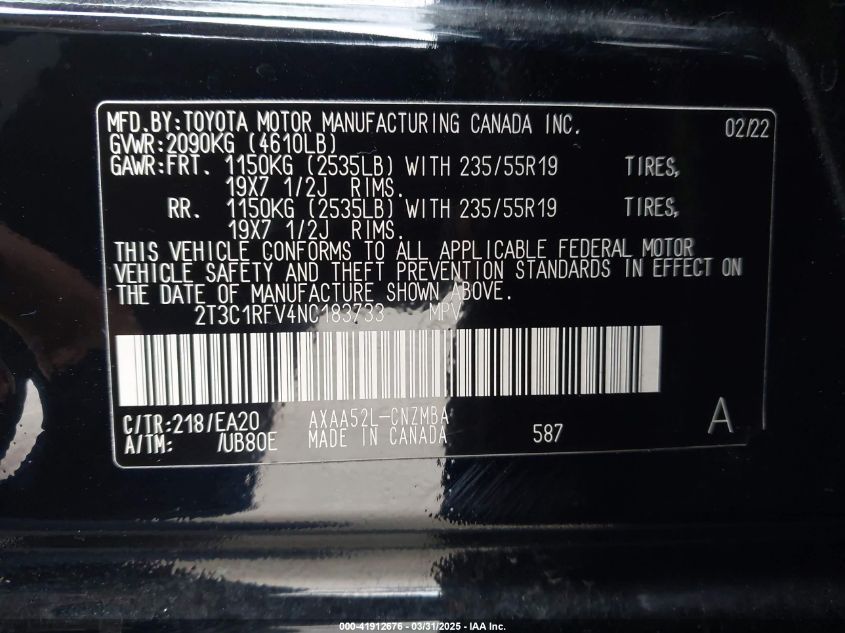 MFD.BY:TOYOTA MOTOR MANUFACTURING CANADA INC. 02/22
GVWR:2090KG (4610LB)
GAWR:FRT. 1150KG (2535LB) WITH 235/55R19 TIRES,
19X7 1/2J RIMS.
RR. 1150KG (2535LB) WITH 235/55R19 TIRES,
19X7 1/2J RIMS.
THIS VEHICLE CONFORMS TO ALL APPLICABLE FEDERAL MOTOR
VEHICLE SAFETY AND THEFT PREVENTION STANDARDS IN EFFECT ON
THE DATE OF MANUFACTURE SHOWN ABOVE.
2T3C1RFV4NC183733 MPV
C/TR:218/EA20 AXAA52L-CNZMBA
A/TM: /UB80E MADE IN CANADA 587 A
000-41912676 - 03/31/2025 - IAA Inc.